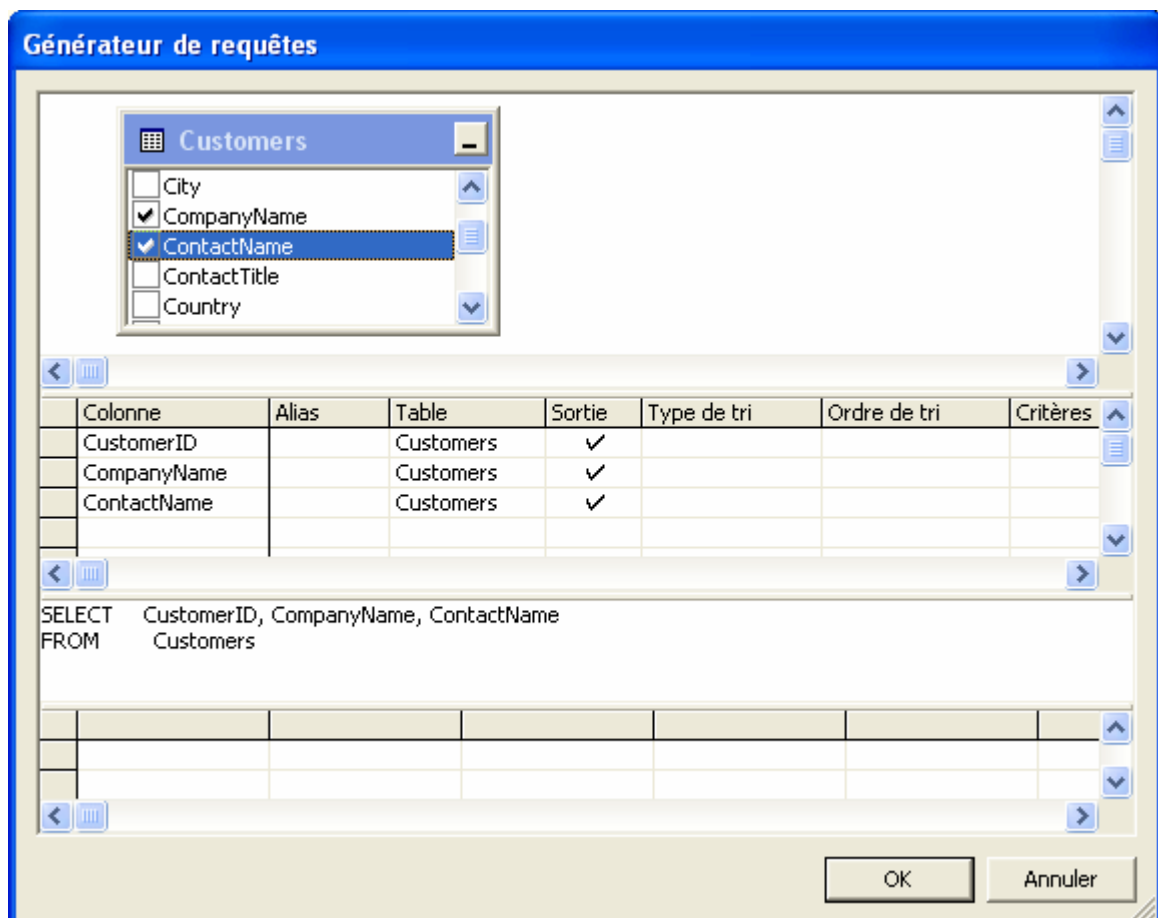 Générateur de requêtes
Customers
City
CompanyName
ContactName
ContactTitle
Country
Colonne Alias Table Sortie Type de tri Ordre de tri Critères
CustomerID Customers
CompanyName Customers
ContactName Customers
SELECT CustomerID, CompanyName, ContactName
FROM Customers
OK Annuler